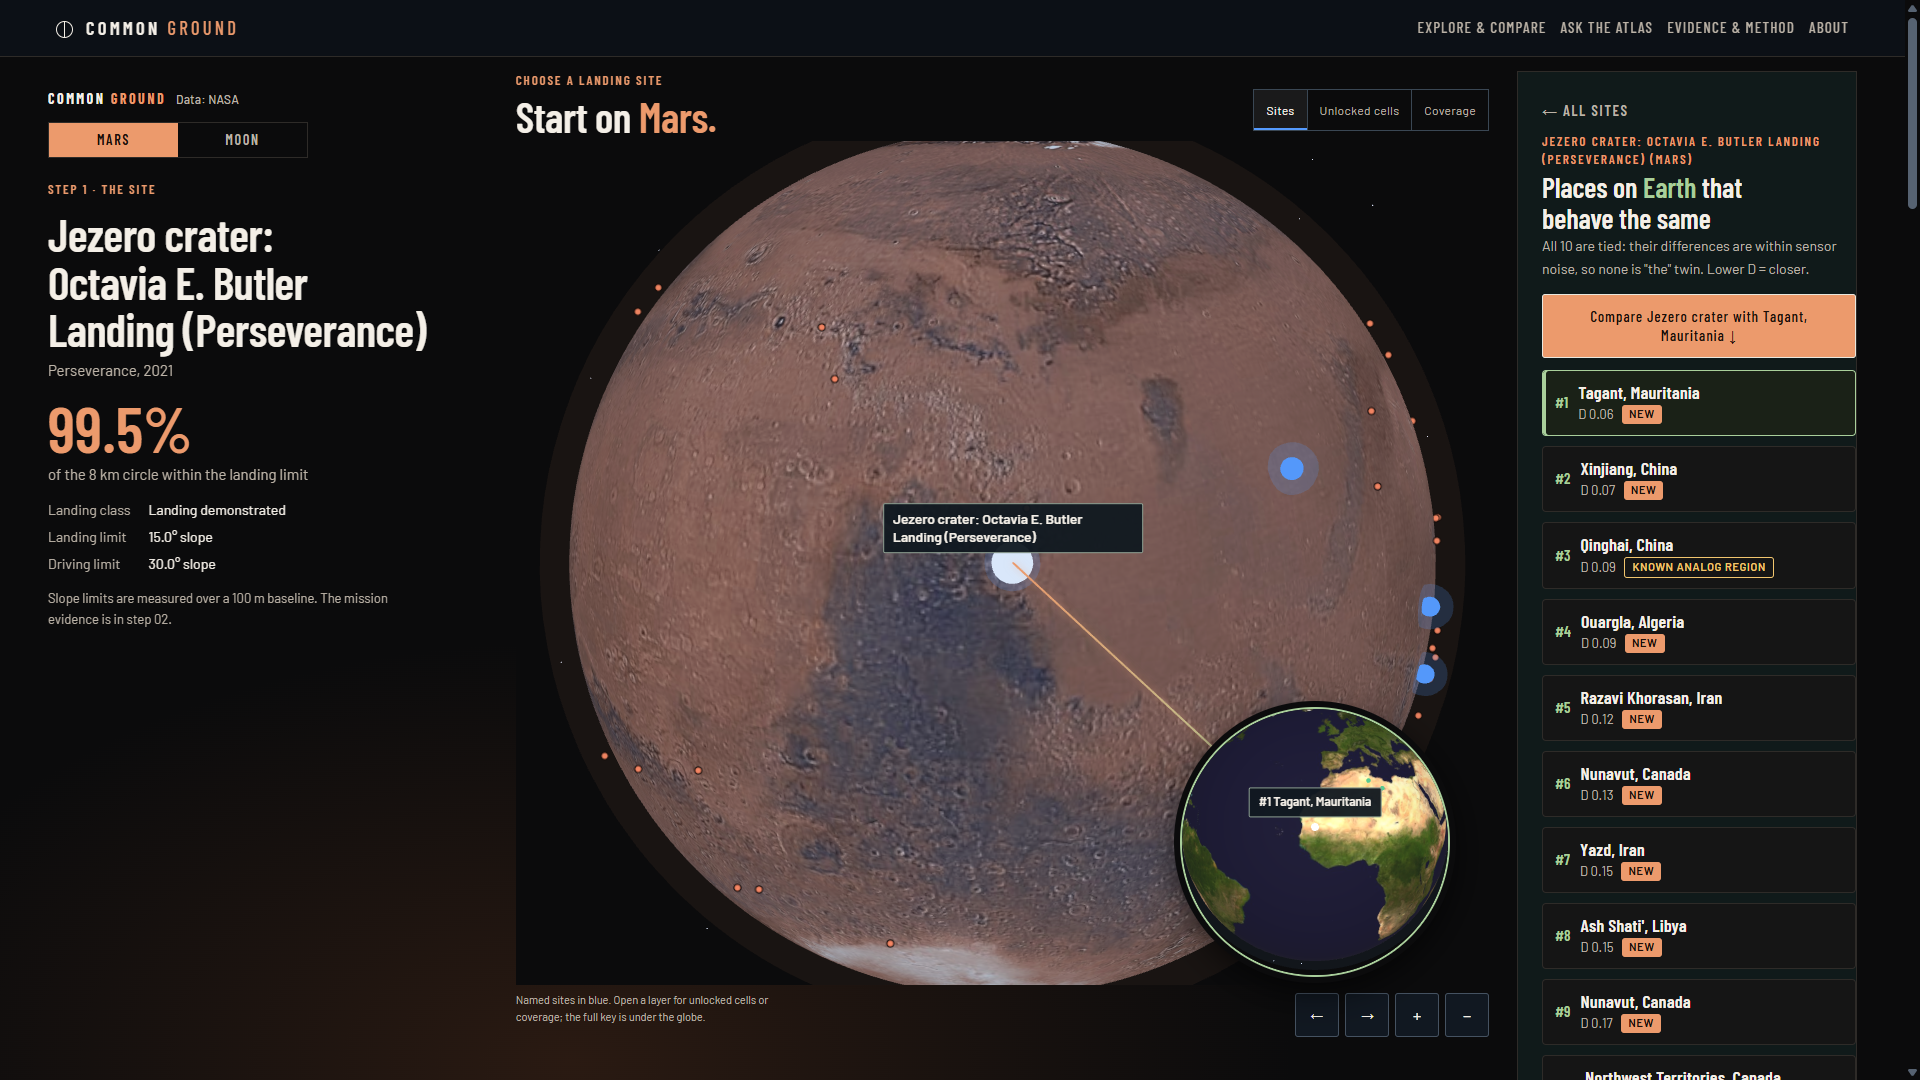 COMMON GROUND
EXPLORE & COMPARE
ASK THE ATLAS
EVIDENCE & METHOD
ABOUT
COMMON GROUND Data: NASA
MARS
MOON
STEP 1 · THE SITE
Jezero crater:
Octavia E. Butler
Landing (Perseverance)
Perseverance, 2021
99.5%
of the 8 km circle within the landing limit
Landing class Landing demonstrated
Landing limit 15.0° slope
Driving limit 30.0° slope
Slope limits are measured over a 100 m baseline. The mission
evidence is in step 02.
CHOOSE A LANDING SITE
Start on Mars.
Sites
Unlocked cells
Coverage
Jezero crater: Octavia E. Butler
Landing (Perseverance)
#1 Tagant, Mauritania
Named sites in blue. Open a layer for unlocked cells or
coverage; the full key is under the globe.
← → + −
← ALL SITES
JEZERO CRATER: OCTAVIA E. BUTLER LANDING
(PERSEVERANCE) (MARS)
Places on Earth that
behave the same
All 10 are tied: their differences are within sensor
noise, so none is "the" twin. Lower D = closer.
Compare Jezero crater with Tagant,
Mauritania ↓
#1 Tagant, Mauritania
D 0.06 NEW
#2 Xinjiang, China
D 0.07 NEW
#3 Qinghai, China
D 0.09 KNOWN ANALOG REGION
#4 Ouargla, Algeria
D 0.09 NEW
#5 Razavi Khorasan, Iran
D 0.12 NEW
#6 Nunavut, Canada
D 0.13 NEW
#7 Yazd, Iran
D 0.15 NEW
#8 Ash Shati', Libya
D 0.15 NEW
#9 Nunavut, Canada
D 0.17 NEW
Northwest Territories, Canada